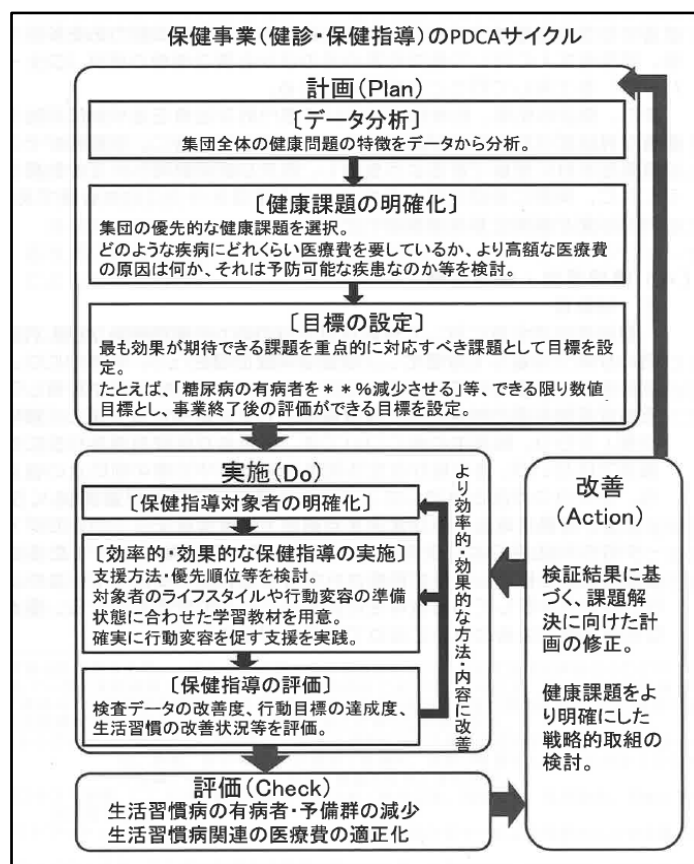 保健事業(健診・保健指導)のPDCAサイクル
計画(Plan)
〔データ分析〕
集団全体の健康問題の特徴をデータから分析。
〔健康課題の明確化〕
集団の優先的な健康課題を選択。
どのような疾病にどれくらい医療費を要しているか、より高額な医療費
の原因は何か、それは予防可能な疾患なのか等を検討。
〔目標の設定〕
最も効果が期待できる課題を重点的に対応すべき課題として目標を設
定。
たとえば、「糖尿病の有病者を**%減少させる」等、できる限り数値
目標とし、事業終了後の評価ができる目標を設定。
実施(Do)
〔保健指導対象者の明確化〕
〔効率的・効果的な保健指導の実施〕
支援方法・優先順位等を検討。
対象者のライフスタイルや行動変容の準備
状態に合わせた学習教材を用意。
確実に行動変容を促す支援を実践。
〔保健指導の評価〕
検査データの改善度、行動目標の達成度、
生活習慣の改善状況等を評価。
より効率的・効果的な方法・内容に改善
評価(Check)
生活習慣病の有病者・予備群の減少
生活習慣病関連の医療費の適正化
改善
(Action)
検証結果に基
づく、課題解
決に向けた計
画の修正。
健康課題をよ
り明確にした
戦略的取組の
検討。